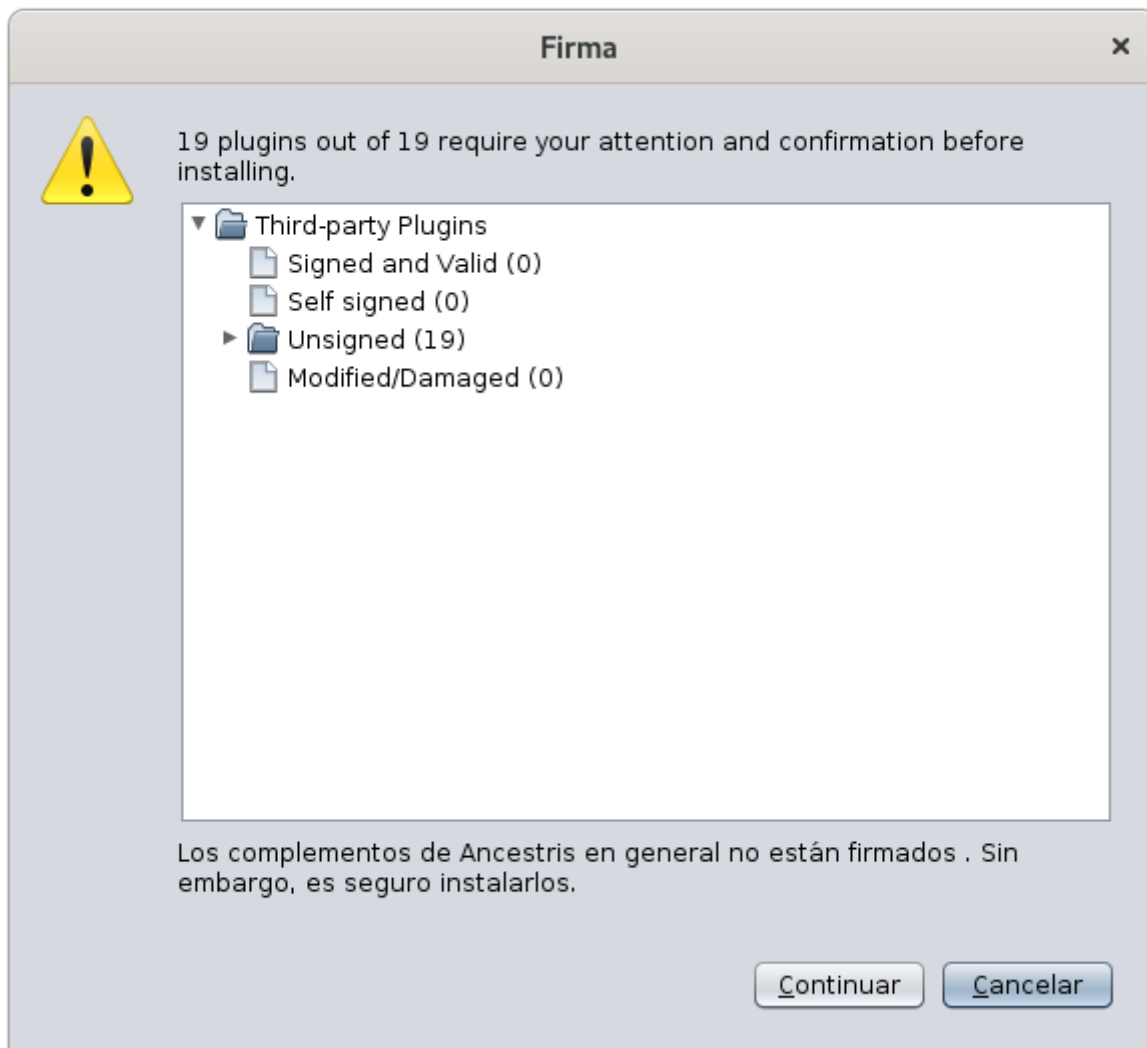 Firma
19 plugins out of 19 require your attention and confirmation before
installing.
Third-party Plugins
Signed and Valid (0)
Self signed (0)
Unsigned (19)
Modified/Damaged (0)
Los complementos de Ancestris en general no están firmados . Sin
embargo, es seguro instalarlos.
Continuar
Cancelar